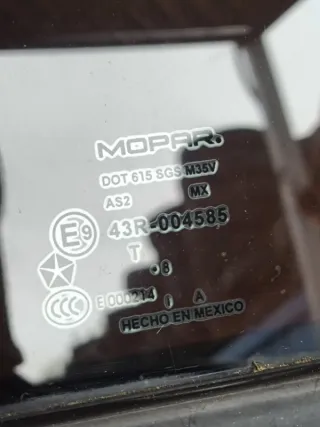 MOPAR
DOT 615 SGS M35V
AS2 MX
E9 43R-004585
T
. 8
CCC E 000214 A
HECHO EN MEXICO